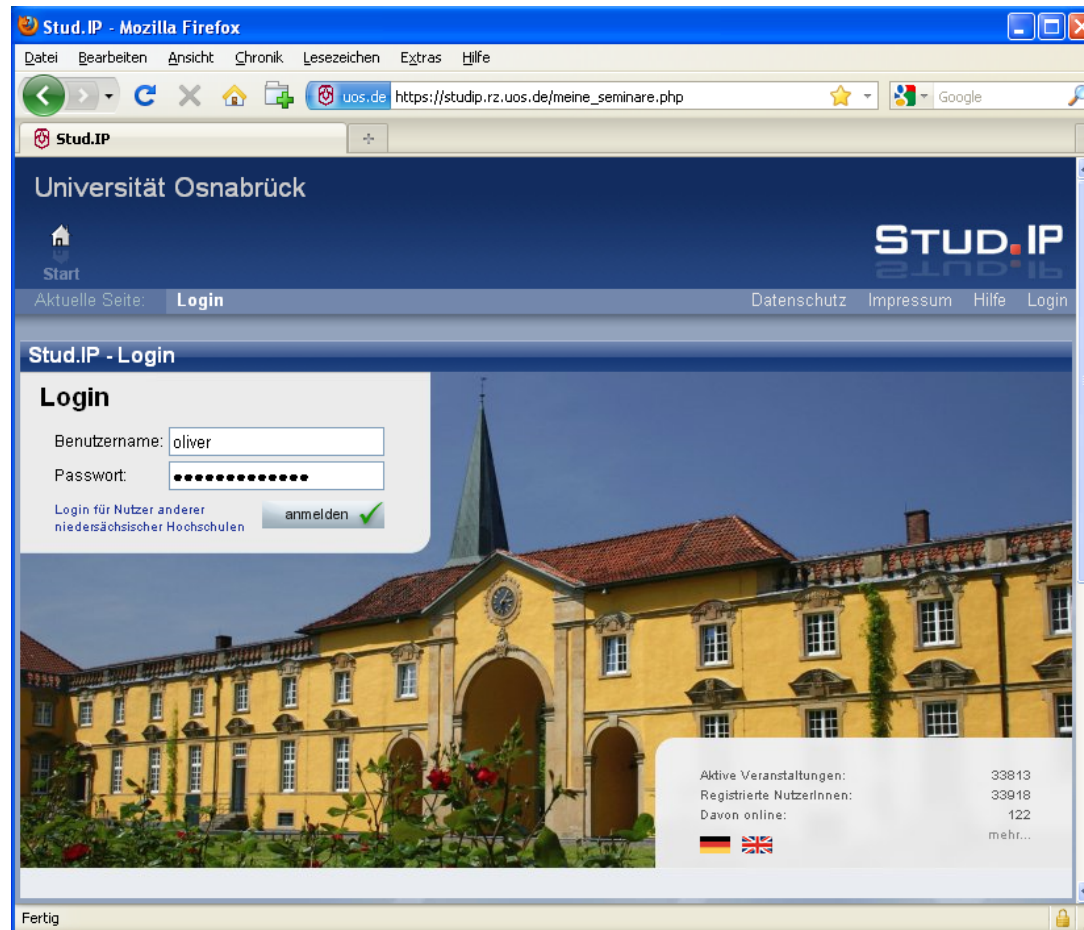 Stud.IP - Mozilla Firefox
Datei Bearbeiten Ansicht Chronik Lesezeichen Extras Hilfe
uos.de https://studip.rz.uos.de/meine_seminare.php Google
Stud.IP
Universität Osnabrück
Start
STUD.IP
Aktuelle Seite: Login Datenschutz Impressum Hilfe Login
Stud.IP - Login
Login
Benutzername: oliver
Passwort: •••••••••••••
Login für Nutzer anderer
niedersächsischer Hochschulen
anmelden
Aktive Veranstaltungen: 33813
Registrierte NutzerInnen: 33918
Davon online: 122
mehr...
Fertig